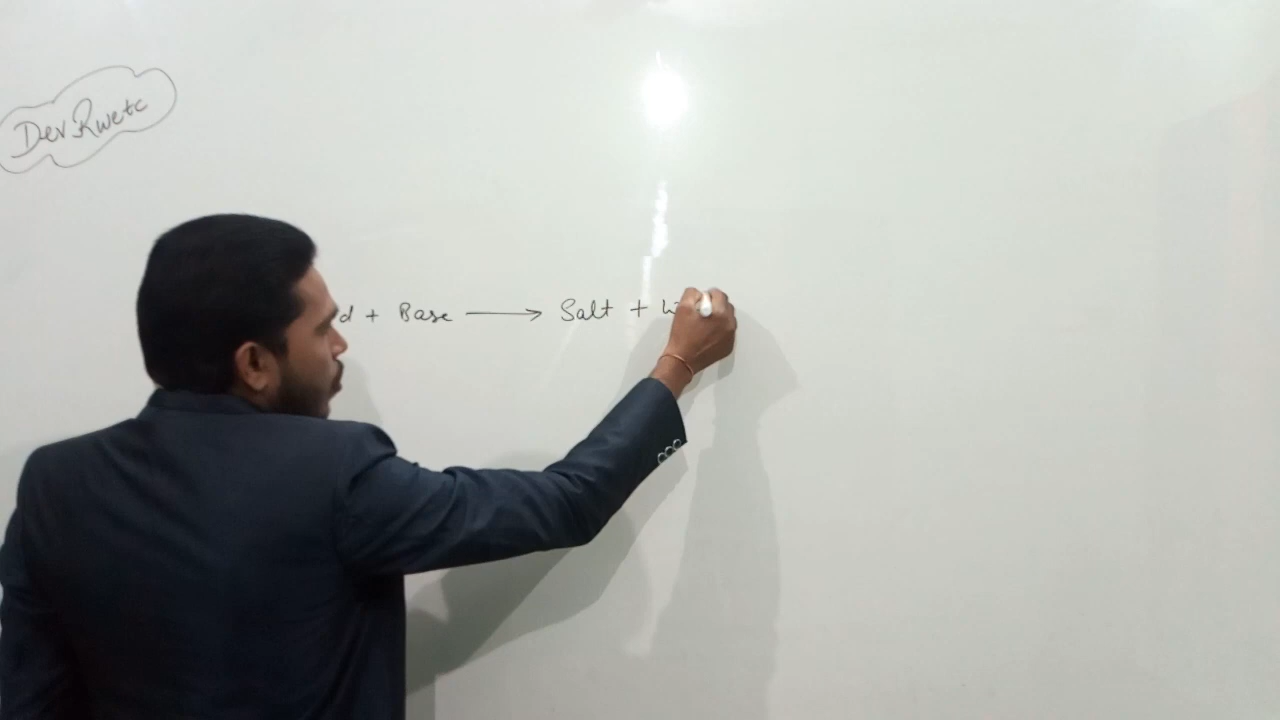 Dev Rwetc
d + Base ⟶ Salt +